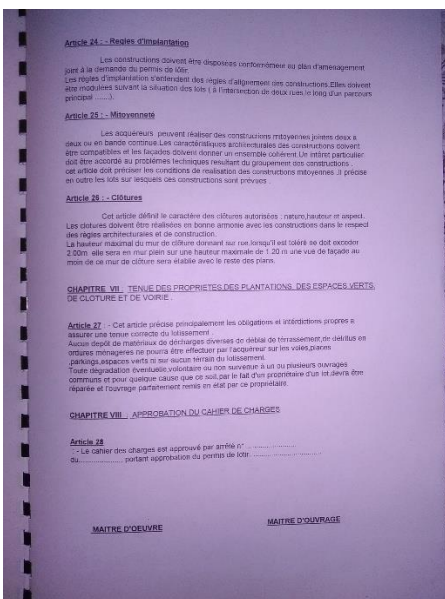 Article 24 : - Regles d'Implantation
Les constructions doivent être disposées conformément au plan d'aménagement
joint à la demande du permis de lotir.
Les règles d'implantation s'entendent des règles d'alignement des constructions.Elles doivent
être modulées suivant la situation des lots ( à l'intersection de deux rues,le long d'un parcours
principal .......).
Article 25 : - Mitoyenneté
Les acquéreurs peuvent réaliser des constructions mitoyennes joinem deux a
deux ou en bande continue.Les caractéristiques architecturales des constructions doivent
être compatibles et les façades doivent donner un ensemble cohérent.Un intérêt particulier
doit être accordé au problèmes techniques resultant du groupement des constructions .
cet article doit préciser les conditions de realisation des constructions mitoyennes .Il précise
en outre les lots sur lesquels ces constructions sont prévues .
Article 26 : - Clôtures
Cet article définit le caractère des clôtures autorisées : nature,hauteur et aspect.
Les clotures doivent être réalisées en bonne armosie avec les constructions dans le respect
des règles architecturales et de construction.
La hauteur maximal du mur de clôture donnant sur rue,lorsqu'il est toléré se doit excedor
2.00m elle sera en mur plein sur une hauteur maximale de 1.20 m une vue de façade au
moin de ce mur de clôture sera établie avec le reste des plans.
CHAPITRE VII : TENUE DES PROPRIETES,DES PLANTATIONS, DES ESPACES VERTS,
DE CLOTURE ET DE VOIRIE .
Article 27 : - Cet article précise principalement les obligations et interdictions propres a
assurer une tenue correcte du lotissement .
Aucun depôt de matériaux de décharges diverses de déblai de terrassement,de détritus en
ordures ménageres ne pourra être effectuer par l'acquéreur sur les voies,places
,parkings,espaces verts ni sur aucun térrain du lotissement.
Toute dégradation éventuelle,volontaire ou non survenue à un ou plusieurs ouvrages
communs et pour quelque cause que ce soit,par le fait d'un propriétaire d'un lot,devra être
réparée et l'ouvrage parfaitement remis en état par ce propriétaire.
CHAPITRE VIII : APPROBATION DU CAHIER DE CHARGES
Article 28
: - Le cahier des charges est approuvé par arrêté n° .........................
du...................... portant approbation du permis de lotir. .................................
MAITRE D'OEUVRE
MAITRE D'OUVRAGE